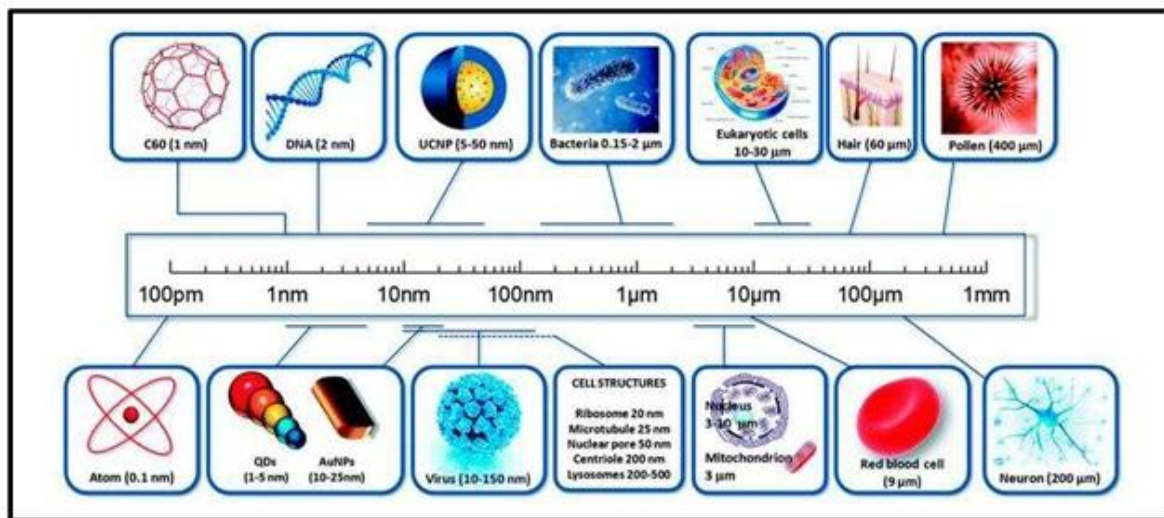 C60 (1 nm)
DNA (2 nm)
UCNP (5-50 nm)
Bacteria 0.15-2 µm
Eukaryotic cells
10-30 µm
Hair (60 µm)
Pollen (400 µm)
100pm 1nm 10nm 100nm 1µm 10µm 100µm 1mm
Atom (0.1 nm)
QDs
(1-5 nm)
AuNPs
(10-25nm)
Virus (10-150 nm)
CELL STRUCTURES
Ribosome 20 nm
Microtubule 25 nm
Nuclear pore 50 nm
Centriole 200 nm
Lysosomes 200-500
Nucleus
3-10 µm
Mitochondrion
3 µm
Red blood cell
(9 µm)
Neuron (200 µm)